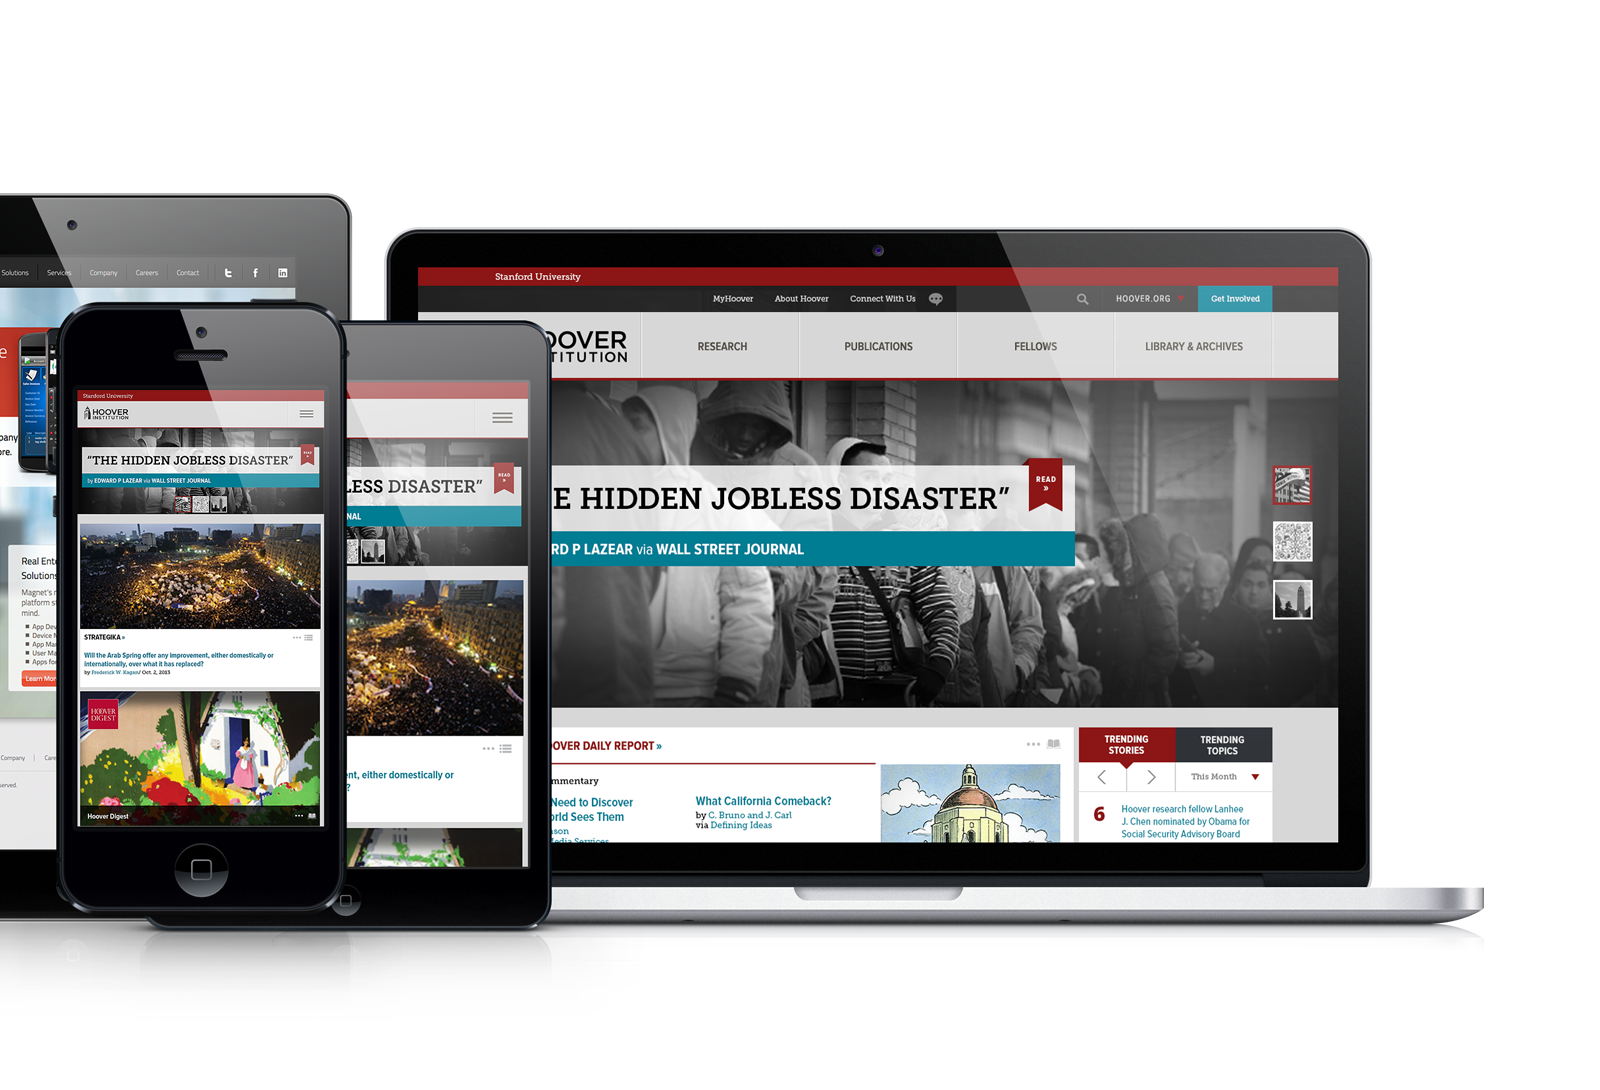 Solutions
Services
Company
Careers
Contact
e
pany
re.
Real Ente
Solutions
Magnet's
platform s
mind.
App Dev
Device
App Ma
User Ma
Apps fo
Learn Mor
Company
Care
served.
Stanford University
HOOVER
INSTITUTION
"THE HIDDEN JOBLESS DISASTER"
READ
»
by EDWARD P LAZEAR via WALL STREET JOURNAL
STRATEGIKA »
Will the Arab Spring offer any improvement, either domestically or
internationally, over what it has replaced?
by Frederick W. Kagan/ Oct. 2, 2013
HOOVER
DIGEST
Hoover Digest
LESS DISASTER"
READ
»
NAL
nt, either domestically or
?
Stanford University
MyHoover
About Hoover
Connect With Us
HOOVER.ORG
Get Involved
OOVER
TITUTION
RESEARCH
PUBLICATIONS
FELLOWS
LIBRARY & ARCHIVES
E HIDDEN JOBLESS DISASTER"
READ
»
RD P LAZEAR via WALL STREET JOURNAL
OVER DAILY REPORT »
mmentary
Need to Discover
rld Sees Them
son
Media Services
What California Comeback?
by C. Bruno and J. Carl
via Defining Ideas
TRENDING
STORIES
TRENDING
TOPICS
This Month
6
Hoover research fellow Lanhee
J. Chen nominated by Obama for
Social Security Advisory Board